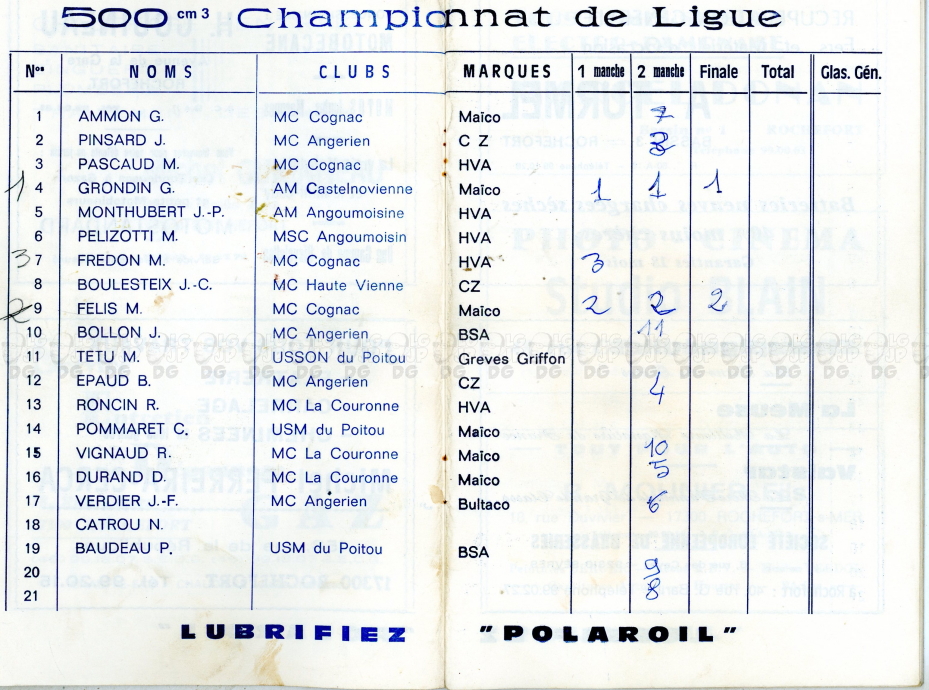 500 cm3 Championnat de Ligue
Nos NOMS CLUBS MARQUES 1 manche 2 manche Finale Total Glas. Gén.
1 AMMON G. MC Cognac Maïco 7
2 PINSARD J. MC Angerien C Z
3 PASCAUD M. MC Cognac HVA
1 4 GRONDIN G. AM Castelnovienne Maïco 1 1 1
5 MONTHUBERT J.-P. AM Angoumoisine HVA
6 PELIZOTTI M. MSC Angoumoisin HVA
3 7 FREDON M. MC Cognac HVA 3
8 BOULESTEIX J.-C. MC Haute Vienne CZ
2 9 FELIS M. MC Cognac Maïco 2 2 2
10 BOLLON J. MC Angerien BSA 11
11 TETU M. USSON du Poitou Greves Griffon
12 EPAUD B. MC Angerien CZ 4
13 RONCIN R. MC La Couronne HVA
14 POMMARET C. USM du Poitou Maïco
15 VIGNAUD R. MC La Couronne Maïco 10
16 DURAND D. MC La Couronne Maïco 5
17 VERDIER J.-F. MC Angerien Bultaco 6
18 CATROU N.
19 BAUDEAU P. USM du Poitou BSA
20 9
21 8
LUBRIFIEZ "POLAROIL"